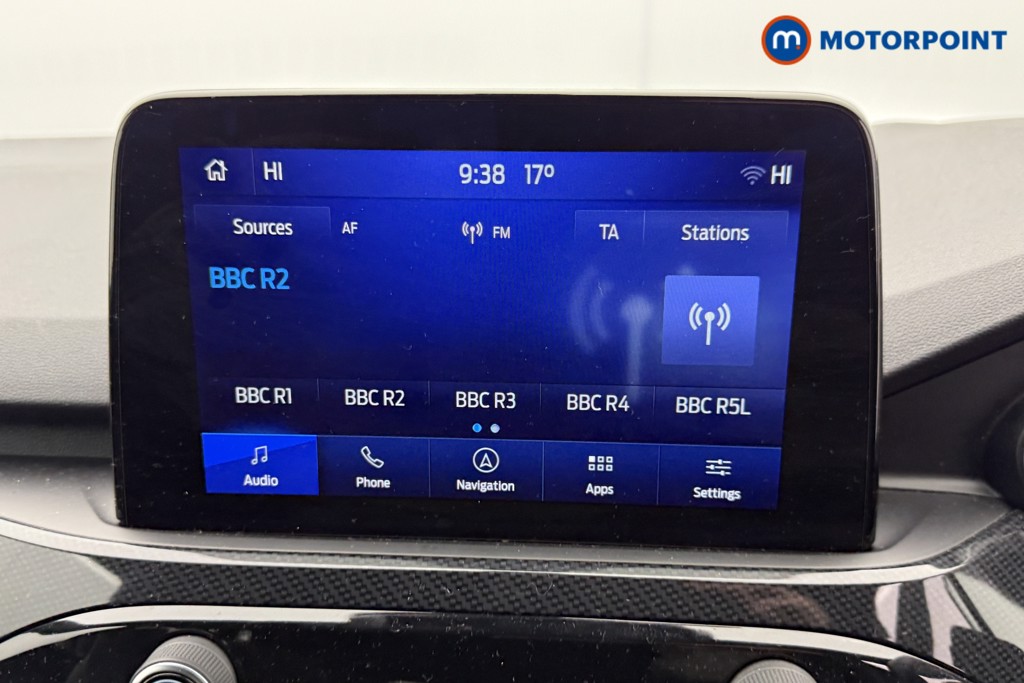 MOTORPOINT
HI 9:38 17° HI
Sources AF FM TA Stations
BBC R2
BBC R1 BBC R2 BBC R3 BBC R4 BBC R5L
Audio Phone Navigation Apps Settings